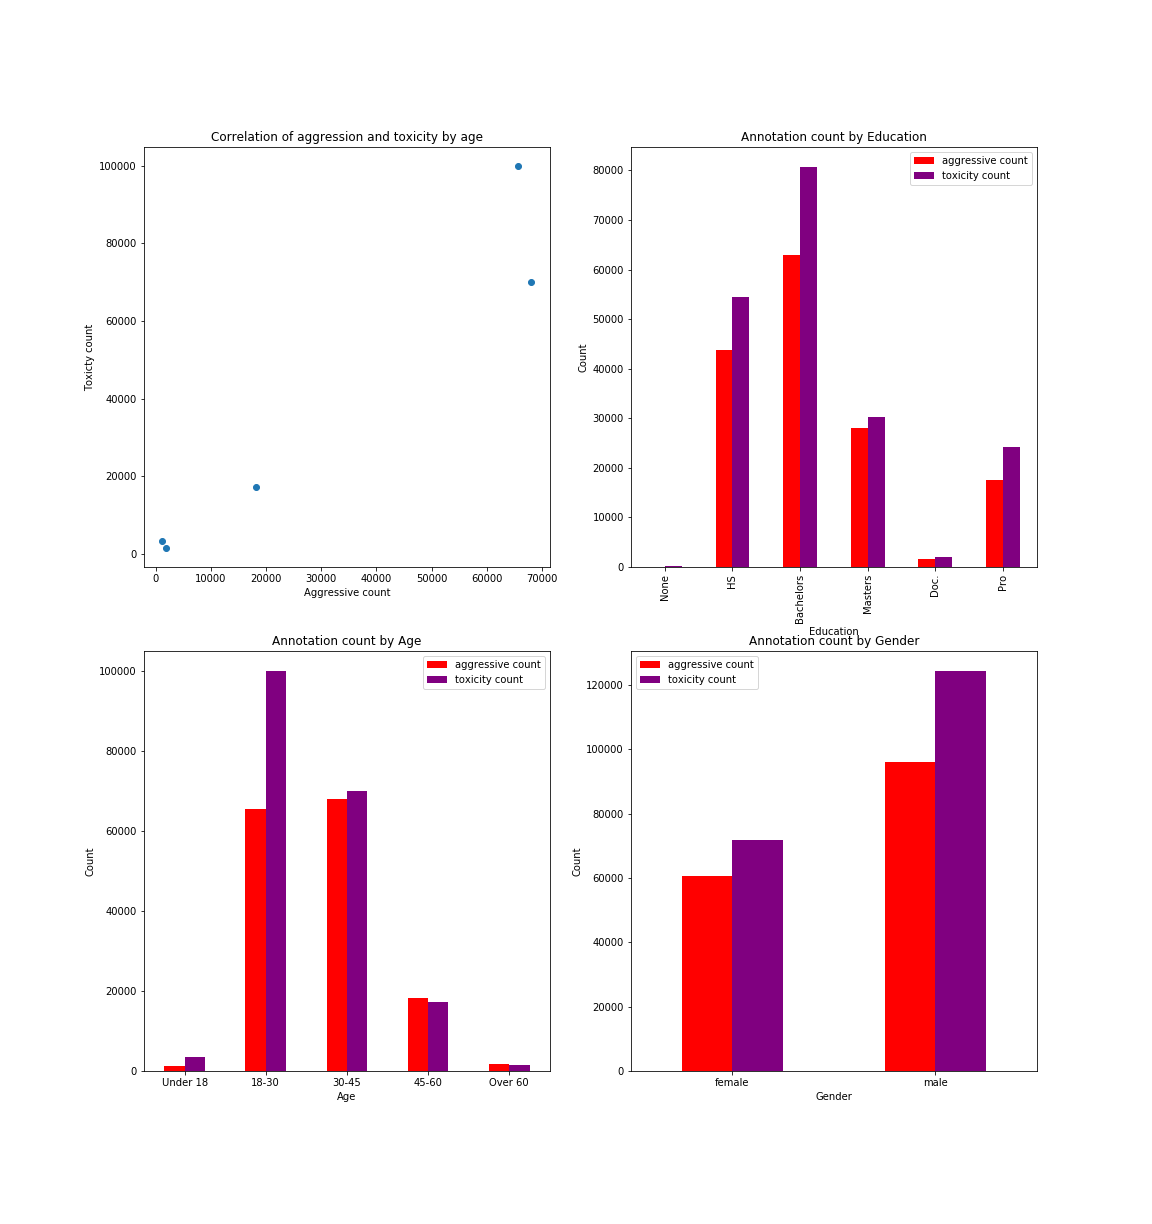 Correlation of aggression and toxicity by age
100000
80000
60000
40000
20000
0
Toxicty count
0 10000 20000 30000 40000 50000 60000 70000
Aggressive count
Annotation count by Education
aggressive count
toxicity count
80000
70000
60000
50000
40000
30000
20000
10000
0
Count
None HS Bachelors Masters Doc. Pro
Education
Annotation count by Age
aggressive count
toxicity count
100000
80000
60000
40000
20000
0
Count
Under 18 18-30 30-45 45-60 Over 60
Age
Annotation count by Gender
aggressive count
toxicity count
120000
100000
80000
60000
40000
20000
0
Count
female male
Gender